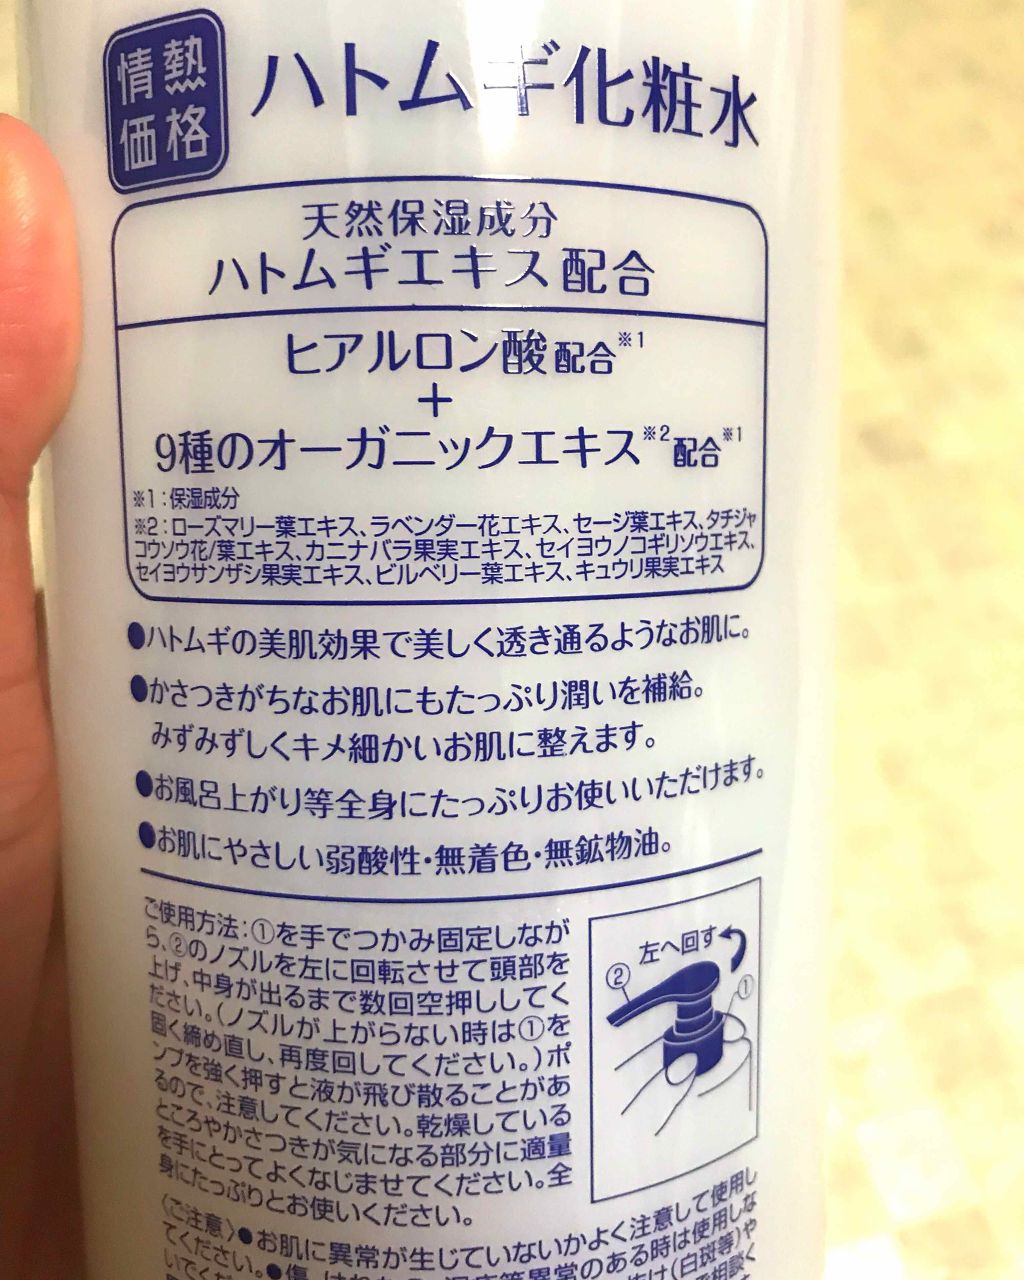 情熱
価格
ハトムギ化粧水
天然保湿成分
ハトムギエキス配合
ヒアルロン酸配合※1
+
9種のオーガニックエキス※2配合※1
※1:保湿成分
※2:ローズマリー葉エキス、ラベンダー花エキス、セージ葉エキス、タチジャ
コウソウ花/葉エキス、カニナバラ果実エキス、セイヨウノコギリソウエキス、
セイヨウサンザシ果実エキス、ビルベリー葉エキス、キュウリ果実エキス
●ハトムギの美肌効果で美しく透き通るようなお肌に。
●かさつきがちなお肌にもたっぷり潤いを補給。
みずみずしくキメ細かいお肌に整えます。
●お風呂上がり等全身にたっぷりお使いいただけます。
●お肌にやさしい弱酸性・無着色・無鉱物油。
ご使用方法:①を手でつかみ固定しなが
ら、②のノズルを左に回転させて頭部を
上げ、中身が出るまで数回空押ししてく
ださい。(ノズルが上がらない時は①を
固く締め直し、再度回してください。)ポ
ンプを強く押すと液が飛び散ることがあ
るので、注意してください。乾燥している
ところやかさつきが気になる部分に適量
を手にとってよくなじませてください。全
身にたっぷりとお使いください。
左へ回す
②
①
〈ご注意〉●お肌に異常が生じていないかよく注意して使用し
てください。●傷、はれもの、湿疹等異常のある時は使用しな
(白斑等)や